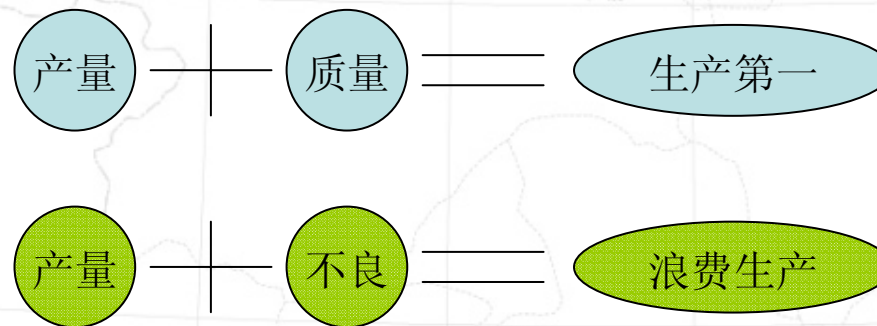 产量 + 质量 = 生产第一
产量 + 不良 = 浪费生产